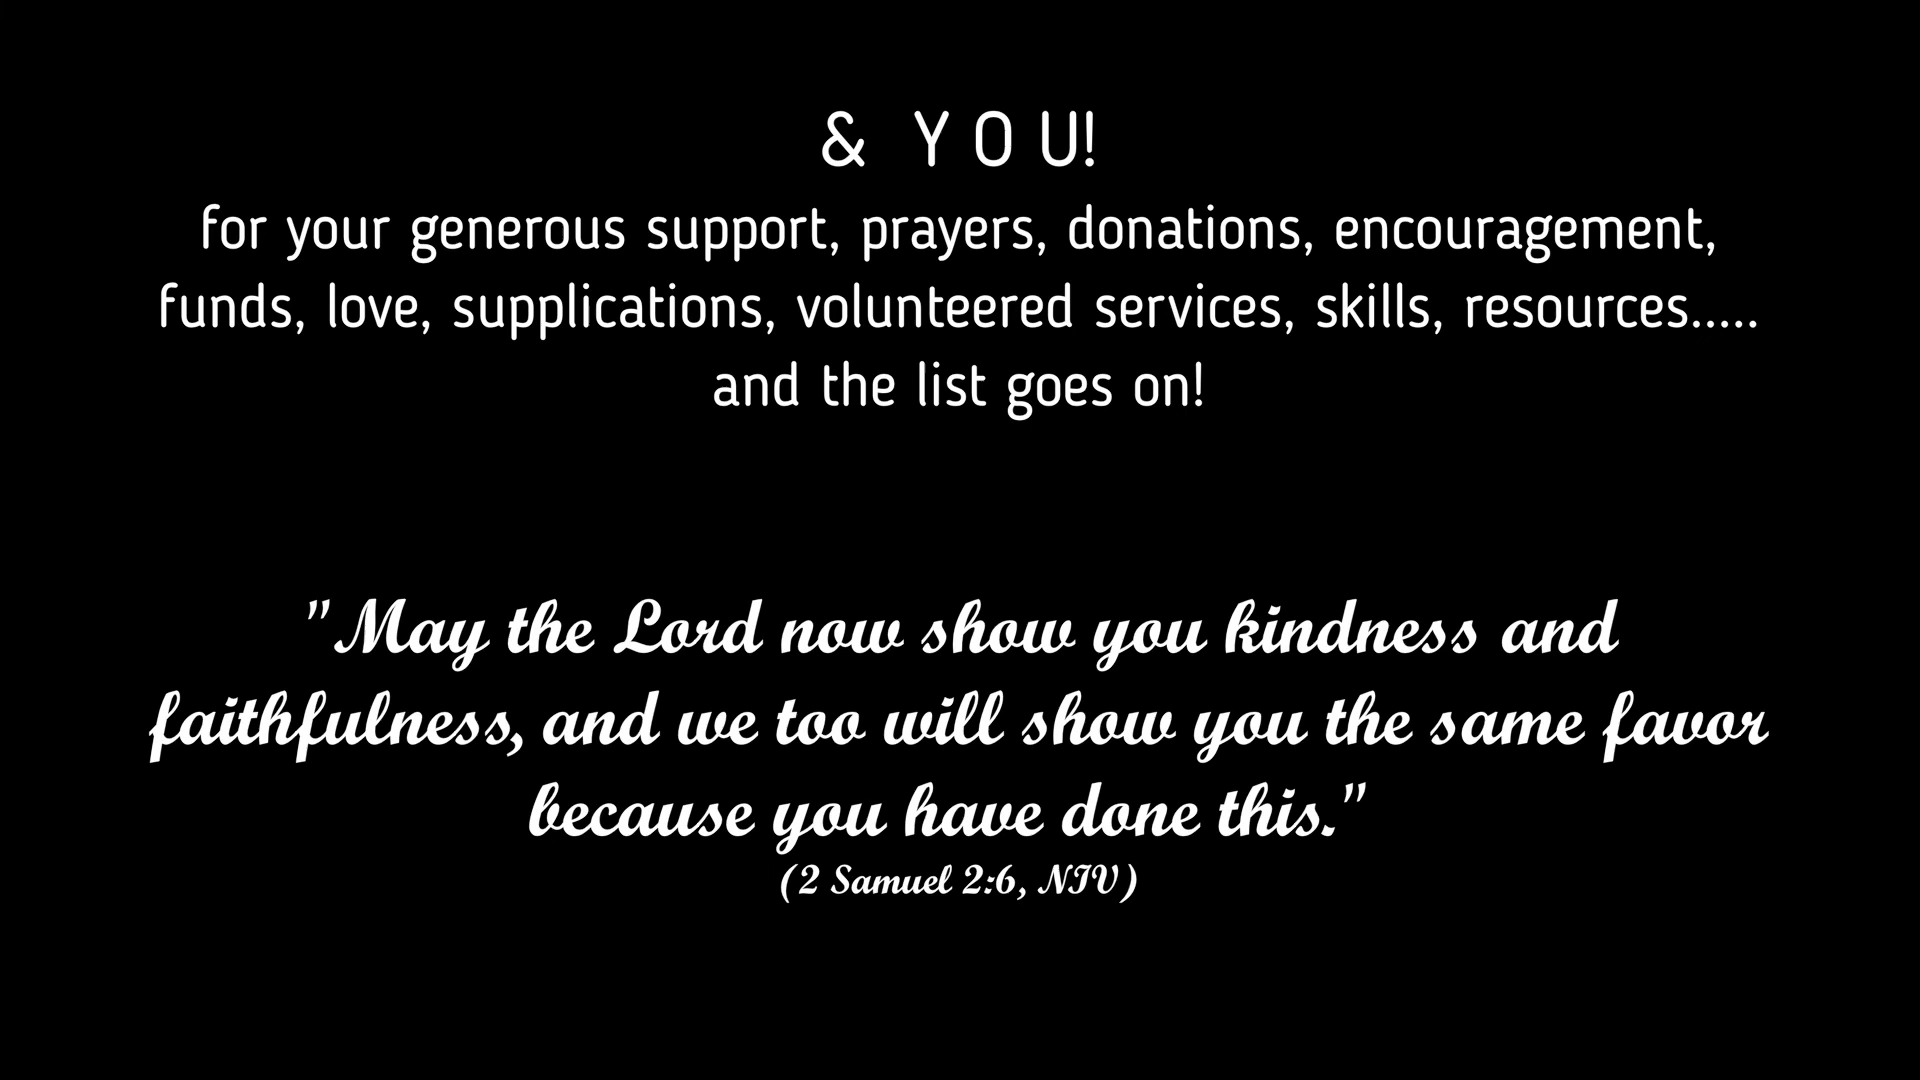 & Y O U!
for your generous support, prayers, donations, encouragement,
funds, love, supplications, volunteered services, skills, resources.....
and the list goes on!
"May the Lord now show you kindness and
faithfulness, and we too will show you the same favor
because you have done this."
(2 Samuel 2:6, NIV)